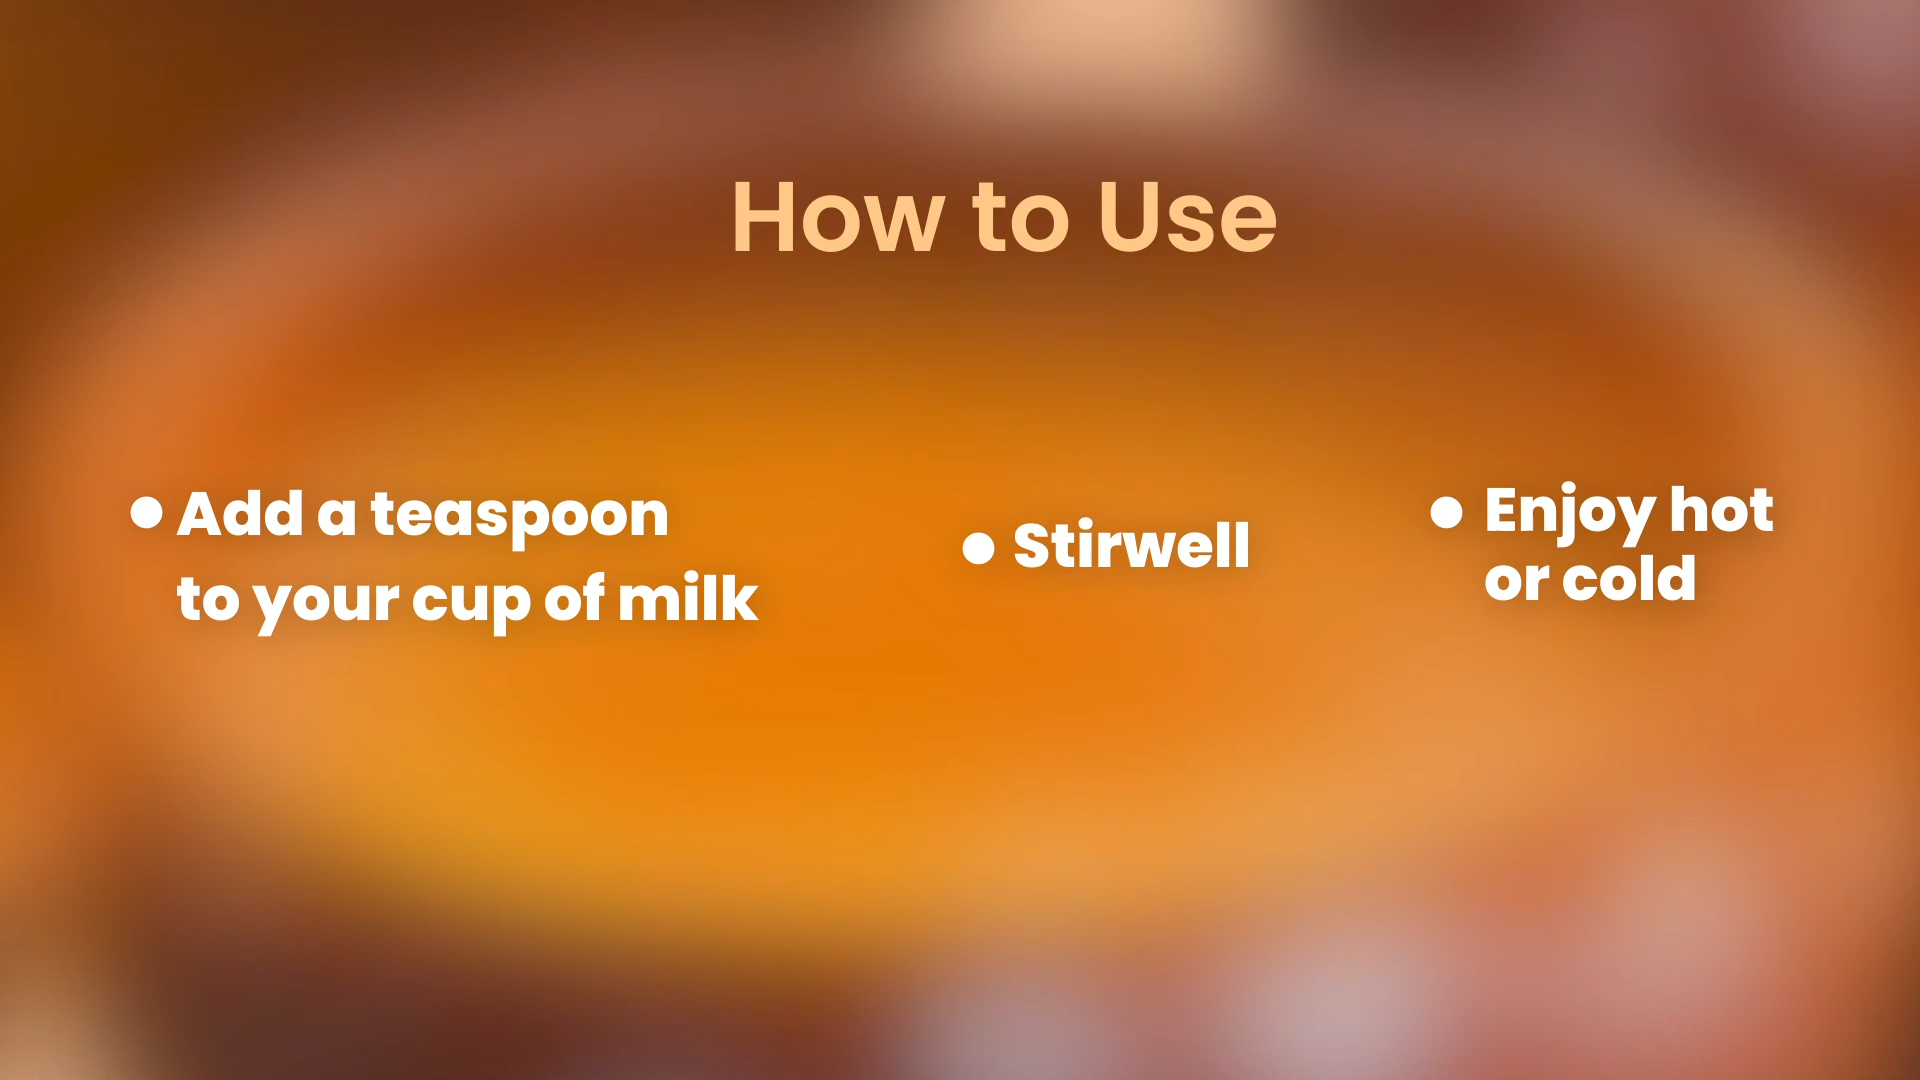 How to Use
● Add a teaspoon
to your cup of milk
● Stirwell
● Enjoy hot
or cold